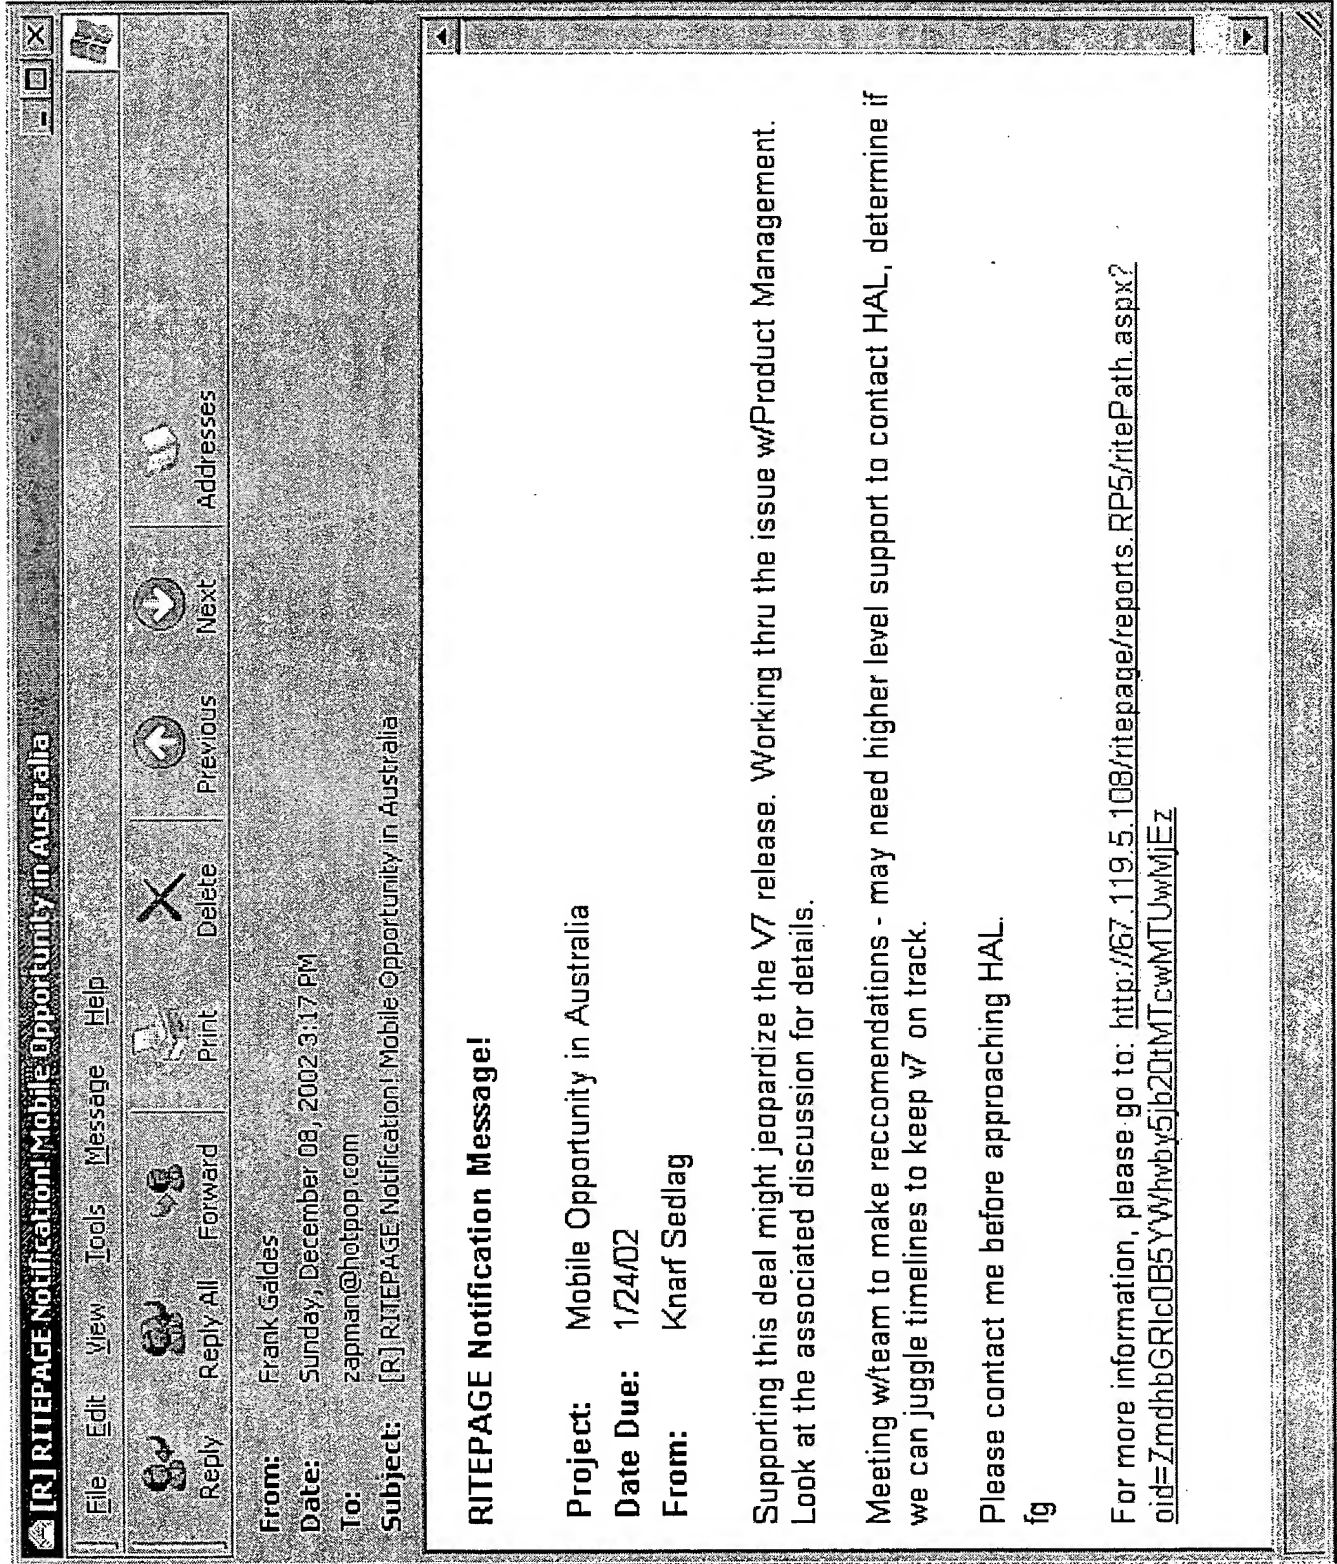 [R] RITEPAGE Notification! Mobile Opportunity in Australia
File Edit View Tools Message Help
Reply Reply All Forward Print Delete Previous Next Addresses
From: Frank Galdes
Date: Sunday, December 08, 2002 3:17 PM
To: zapman@hotpop.com
Subject: [R] RITEPAGE Notification! Mobile Opportunity in Australia
RITEPAGE Notification Message!
Project: Mobile Opportunity in Australia
Date Due: 1/24/02
From: Knarf Sedlag
Supporting this deal might jeopardize the V7 release. Working thru the issue w/Product Management.
Look at the associated discussion for details.
Meeting w/team to make reccomendations - may need higher level support to contact HAL, determine if
we can juggle timelines to keep v7 on track.
Please contact me before approaching HAL.
fg
For more information, please go to: http://67.119.5.108/ritepage/reports.RP5/ritePath.aspx?
oid=ZmdhbGRlc0B5YWhvby5jb20tMTcwMTUwMjEz